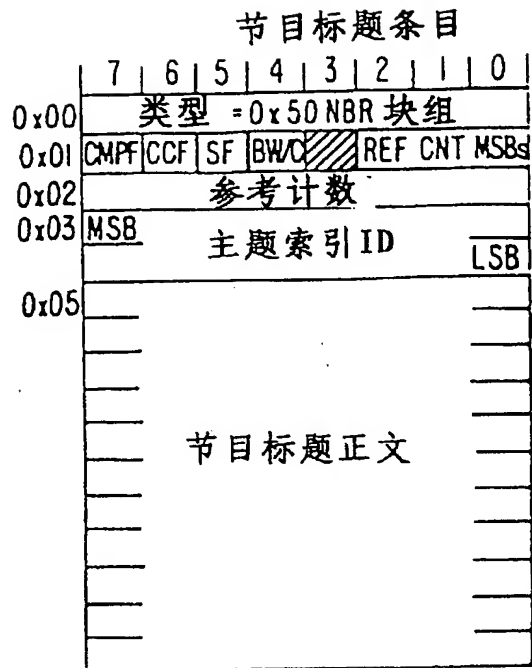 节目标题条目
7 6 5 4 3 2 1 0
0x00 类型 =0x50 NBR 块组
0x01 CMPF CCF SF BW/C REF CNT MSBs
0x02 参考计数
0x03 MSB 主题索引ID
LSB
0x05
节目标题正文